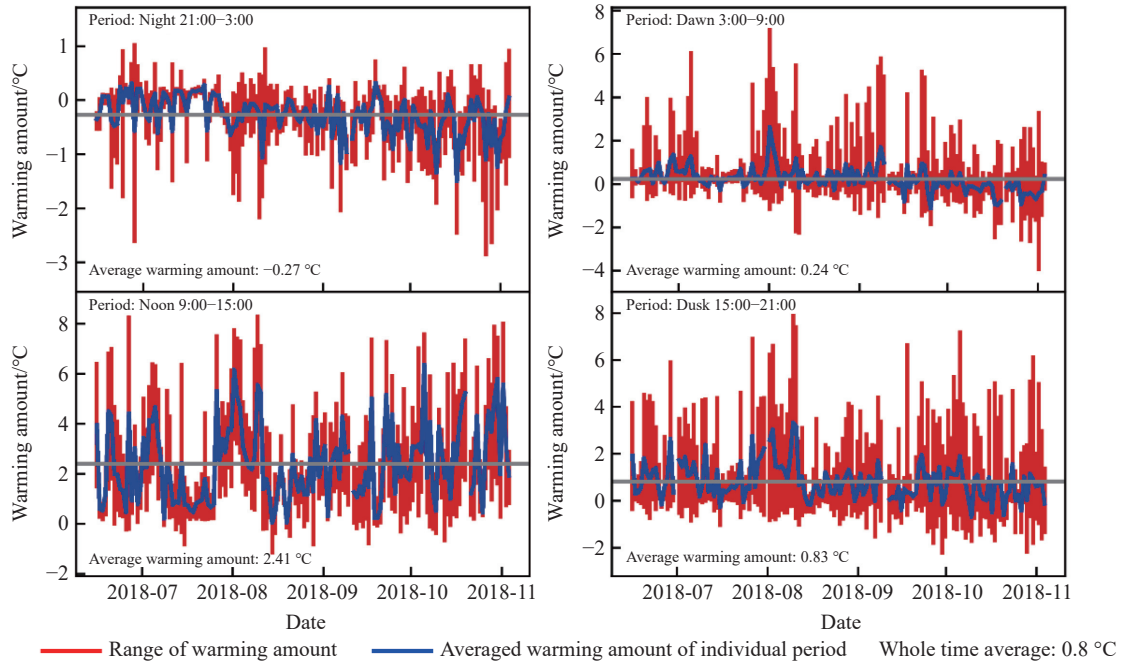 Period: Night 21:00−3:00
1
0
−1
−2
−3
Warming amount/°C
Average warming amount: −0.27 °C
Period: Dawn 3:00−9:00
8
6
4
2
0
−2
−4
Warming amount/°C
Average warming amount: 0.24 °C
Period: Noon 9:00−15:00
8
6
4
2
0
−2
Warming amount/°C
Average warming amount: 2.41 °C
2018-07 2018-08 2018-09 2018-10 2018-11
Date
Period: Dusk 15:00−21:00
8
6
4
2
0
−2
Warming amount/°C
Average warming amount: 0.83 °C
2018-07 2018-08 2018-09 2018-10 2018-11
Date
Range of warming amount Averaged warming amount of individual period Whole time average: 0.8 °C